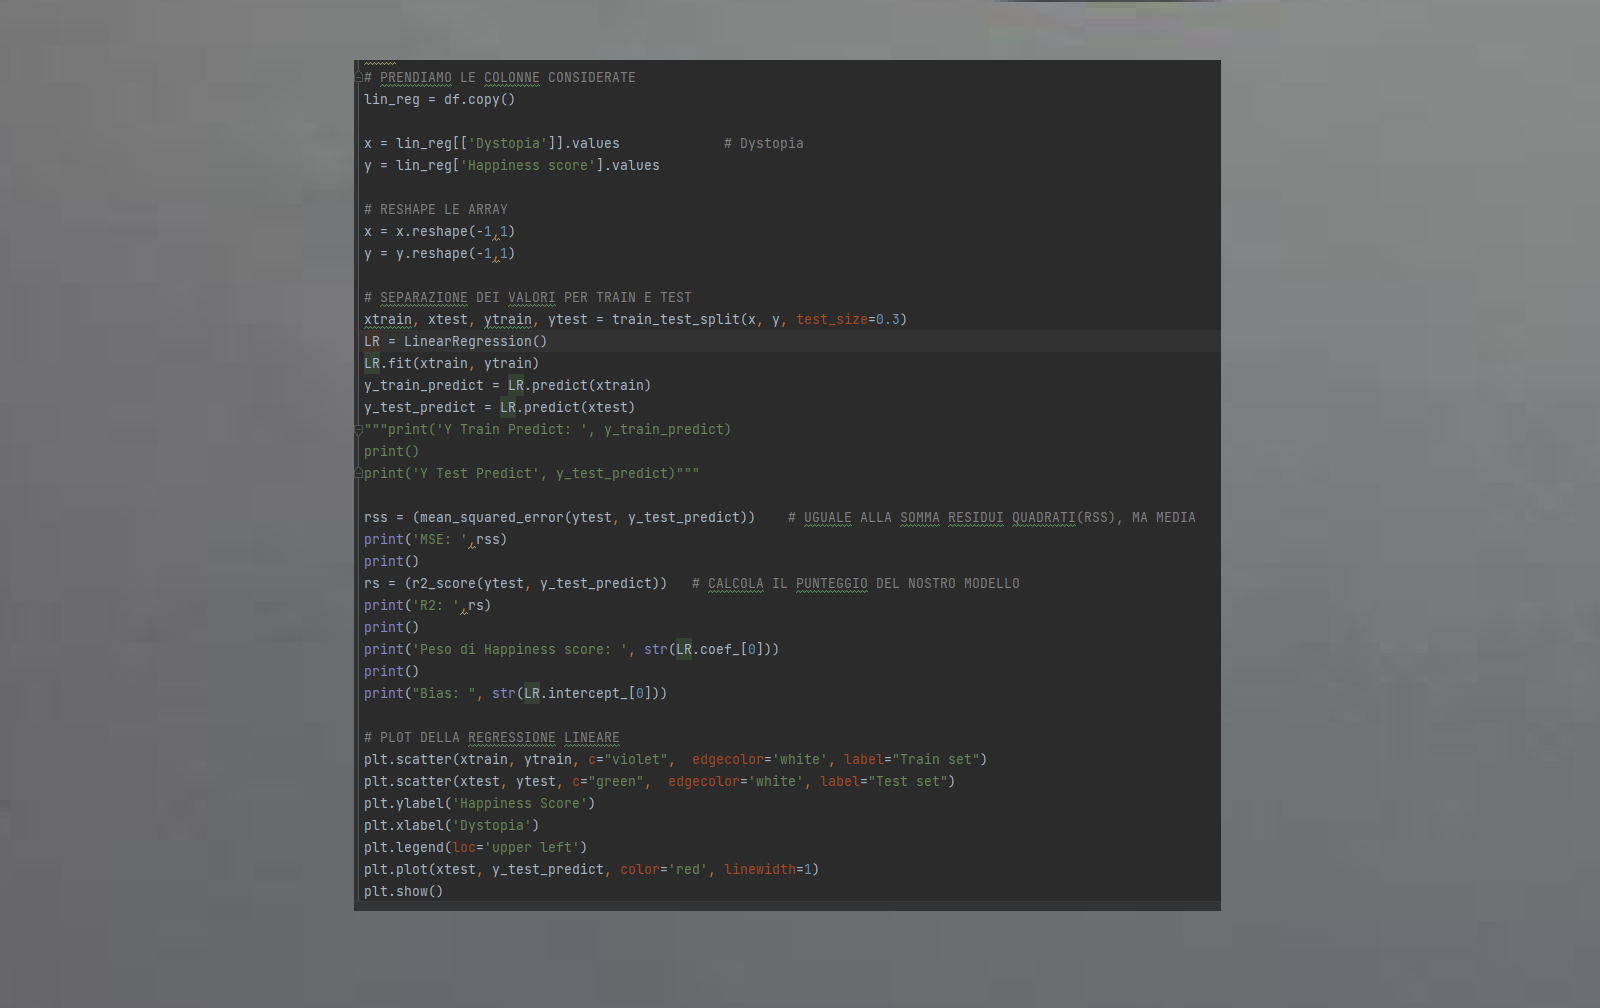 # PRENDIAMO LE COLONNE CONSIDERATE
lin_reg = df.copy()
x = lin_reg[['Dystopia']].values             # Dystopia
y = lin_reg['Happiness score'].values
# RESHAPE LE ARRAY
x = x.reshape(-1,1)
y = y.reshape(-1,1)
# SEPARAZIONE DEI VALORI PER TRAIN E TEST
xtrain, xtest, ytrain, ytest = train_test_split(x, y, test_size=0.3)
LR = LinearRegression()
LR.fit(xtrain, ytrain)
y_train_predict = LR.predict(xtrain)
y_test_predict = LR.predict(xtest)
"""print('Y Train Predict: ', y_train_predict)
print()
print('Y Test Predict', y_test_predict)"""
rss = (mean_squared_error(ytest, y_test_predict))    # UGUALE ALLA SOMMA RESIDUI QUADRATI(RSS), MA MEDIA
print('MSE: ',rss)
print()
rs = (r2_score(ytest, y_test_predict))   # CALCOLA IL PUNTEGGIO DEL NOSTRO MODELLO
print('R2: ',rs)
print()
print('Peso di Happiness score: ', str(LR.coef_[0]))
print()
print("Bias: ", str(LR.intercept_[0]))
# PLOT DELLA REGRESSIONE LINEARE
plt.scatter(xtrain, ytrain, c="violet",  edgecolor='white', label="Train set")
plt.scatter(xtest, ytest, c="green",  edgecolor='white', label="Test set")
plt.ylabel('Happiness Score')
plt.xlabel('Dystopia')
plt.legend(loc='upper left')
plt.plot(xtest, y_test_predict, color='red', linewidth=1)
plt.show()